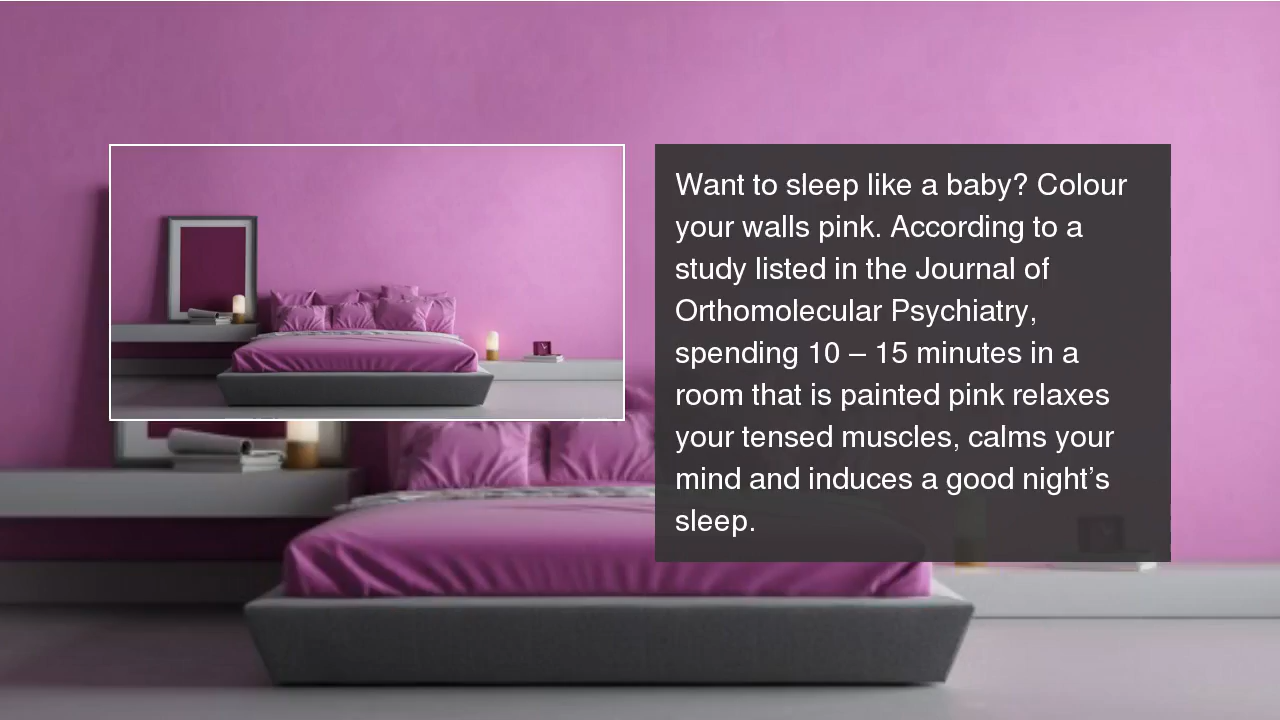 Want to sleep like a baby? Colour
your walls pink. According to a
study listed in the Journal of
Orthomolecular Psychiatry,
spending 10 – 15 minutes in a
room that is painted pink relaxes
your tensed muscles, calms your
mind and induces a good night’s
sleep.